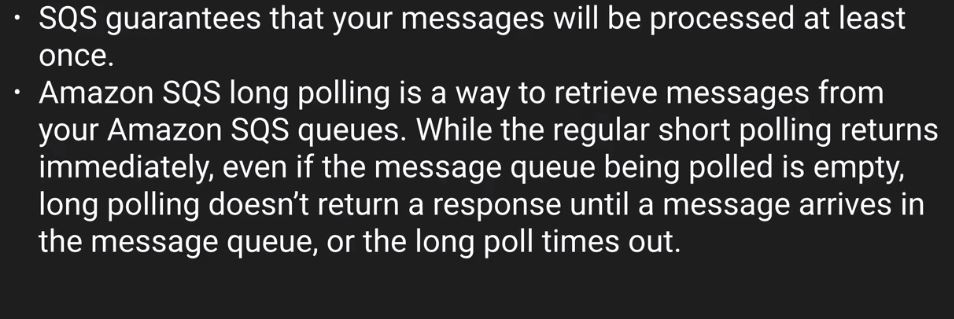 • SQS guarantees that your messages will be processed at least
once.
• Amazon SQS long polling is a way to retrieve messages from
your Amazon SQS queues. While the regular short polling returns
immediately, even if the message queue being polled is empty,
long polling doesn't return a response until a message arrives in
the message queue, or the long poll times out.